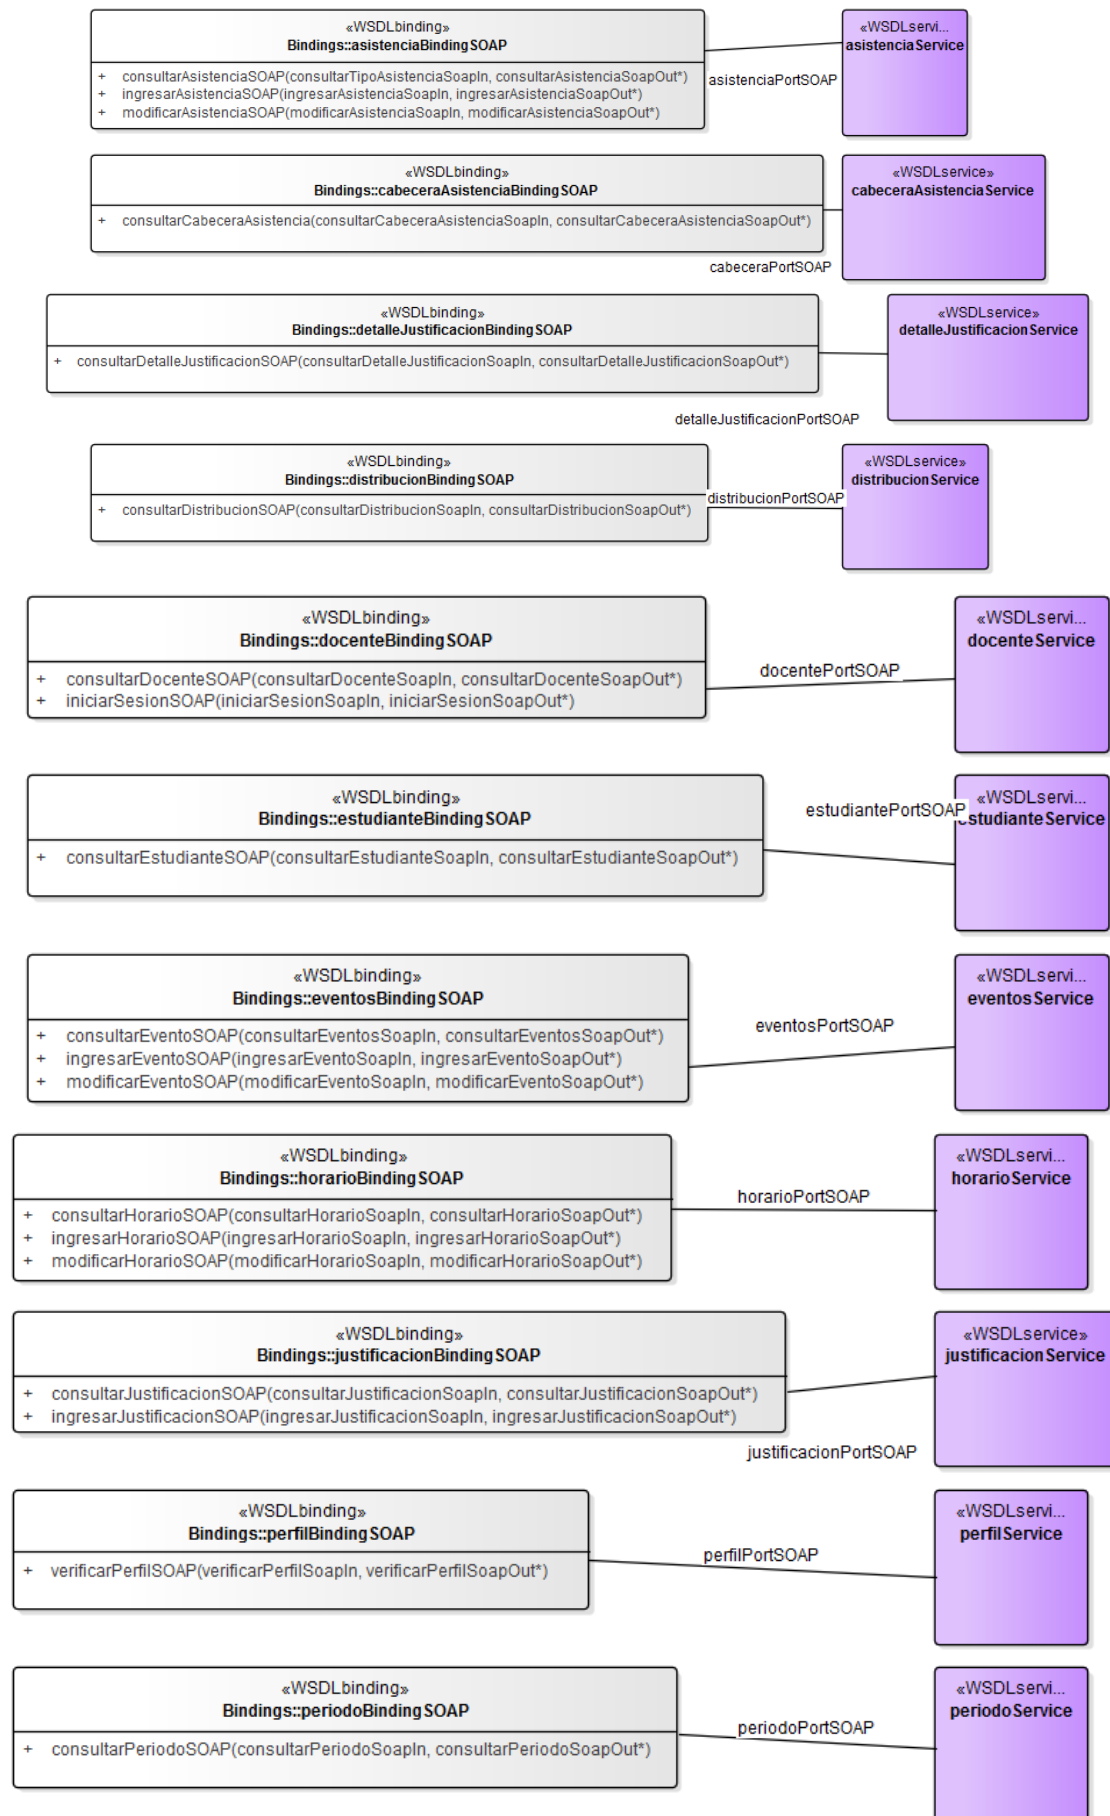 «WSDLbinding»
Bindings::asistenciaBindingSOAP
+ consultarAsistenciaSOAP(consultarTipoAsistenciaSoapIn, consultarAsistenciaSoapOut*)
+ ingresarAsistenciaSOAP(ingresarAsistenciaSoapIn, ingresarAsistenciaSoapOut*)
+ modificarAsistenciaSOAP(modificarAsistenciaSoapIn, modificarAsistenciaSoapOut*)
asistenciaPortSOAP
«WSDLservi...
asistenciaService
«WSDLbinding»
Bindings::cabeceraAsistenciaBindingSOAP
+ consultarCabeceraAsistencia(consultarCabeceraAsistenciaSoapIn, consultarCabeceraAsistenciaSoapOut*)
cabeceraPortSOAP
«WSDLservice»
cabeceraAsistenciaService
«WSDLbinding»
Bindings::detalleJustificacionBindingSOAP
+ consultarDetalleJustificacionSOAP(consultarDetalleJustificacionSoapIn, consultarDetalleJustificacionSoapOut*)
detalleJustificacionPortSOAP
«WSDLservice»
detalleJustificacionService
«WSDLbinding»
Bindings::distribucionBindingSOAP
+ consultarDistribucionSOAP(consultarDistribucionSoapIn, consultarDistribucionSoapOut*)
distribucionPortSOAP
«WSDLservice»
distribucionService
«WSDLbinding»
Bindings::docenteBindingSOAP
+ consultarDocenteSOAP(consultarDocenteSoapIn, consultarDocenteSoapOut*)
+ iniciarSesionSOAP(iniciarSesionSoapIn, iniciarSesionSoapOut*)
docentePortSOAP
«WSDLservi...
docenteService
«WSDLbinding»
Bindings::estudianteBindingSOAP
+ consultarEstudianteSOAP(consultarEstudianteSoapIn, consultarEstudianteSoapOut*)
estudiantePortSOAP
«WSDLservi...
estudianteService
«WSDLbinding»
Bindings::eventosBindingSOAP
+ consultarEventoSOAP(consultarEventosSoapIn, consultarEventosSoapOut*)
+ ingresarEventoSOAP(ingresarEventoSoapIn, ingresarEventoSoapOut*)
+ modificarEventoSOAP(modificarEventoSoapIn, modificarEventoSoapOut*)
eventosPortSOAP
«WSDLservi...
eventosService
«WSDLbinding»
Bindings::horarioBindingSOAP
+ consultarHorarioSOAP(consultarHorarioSoapIn, consultarHorarioSoapOut*)
+ ingresarHorarioSOAP(ingresarHorarioSoapIn, ingresarHorarioSoapOut*)
+ modificarHorarioSOAP(modificarHorarioSoapIn, modificarHorarioSoapOut*)
horarioPortSOAP
«WSDLservi...
horarioService
«WSDLbinding»
Bindings::justificacionBindingSOAP
+ consultarJustificacionSOAP(consultarJustificacionSoapIn, consultarJustificacionSoapOut*)
+ ingresarJustificacionSOAP(ingresarJustificacionSoapIn, ingresarJustificacionSoapOut*)
justificacionPortSOAP
«WSDLservice»
justificacionService
«WSDLbinding»
Bindings::perfilBindingSOAP
+ verificarPerfilSOAP(verificarPerfilSoapIn, verificarPerfilSoapOut*)
perfilPortSOAP
«WSDLservi...
perfilService
«WSDLbinding»
Bindings::periodoBindingSOAP
+ consultarPeriodoSOAP(consultarPeriodoSoapIn, consultarPeriodoSoapOut*)
periodoPortSOAP
«WSDLservi...
periodoService